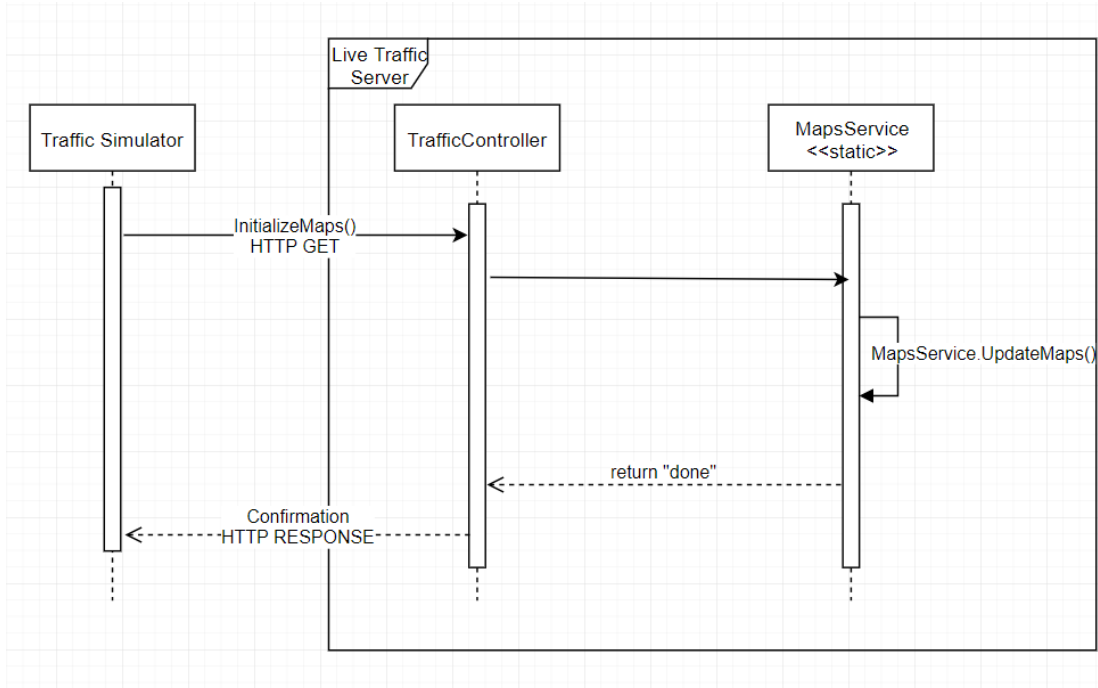 Live Traffic
Server
Traffic Simulator
TrafficController
MapsService
<<static>>
InitializeMaps()
HTTP GET
MapsService.UpdateMaps()
return "done"
Confirmation
HTTP RESPONSE